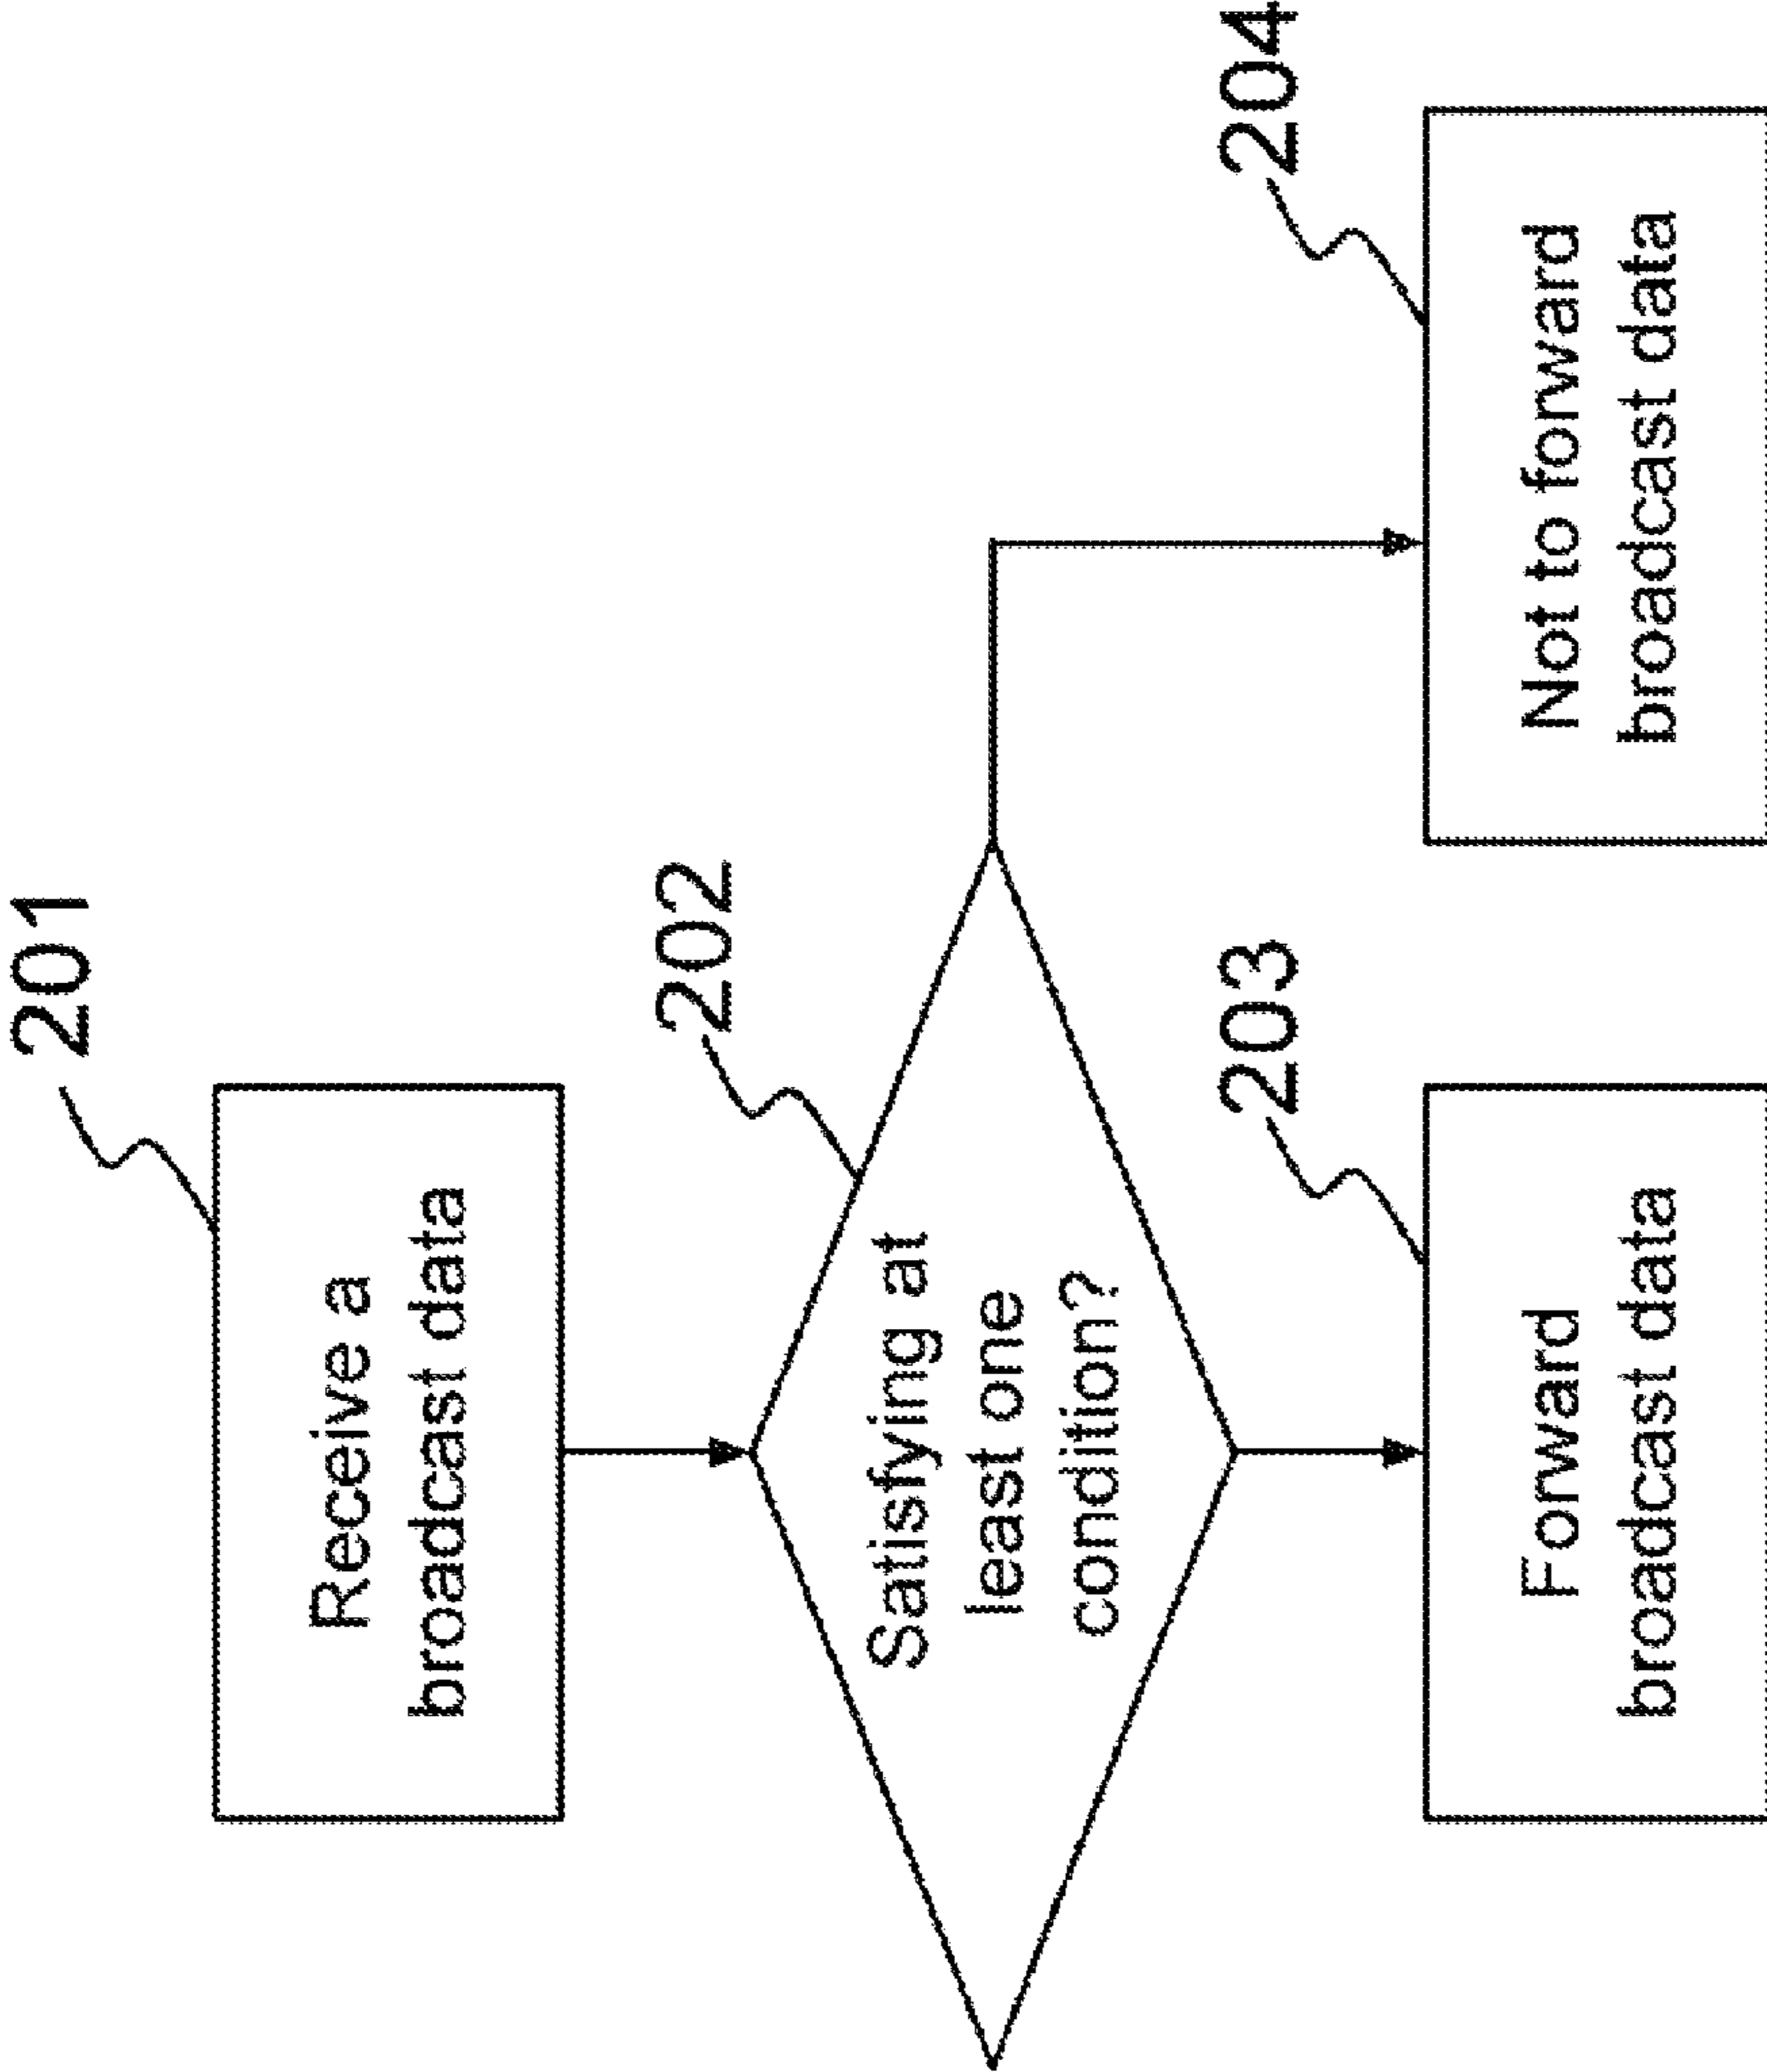 201
Receive a
broadcast data
202
Satisfying at
least one
condition?
203
Forward
broadcast data
204
Not to forward
broadcast data